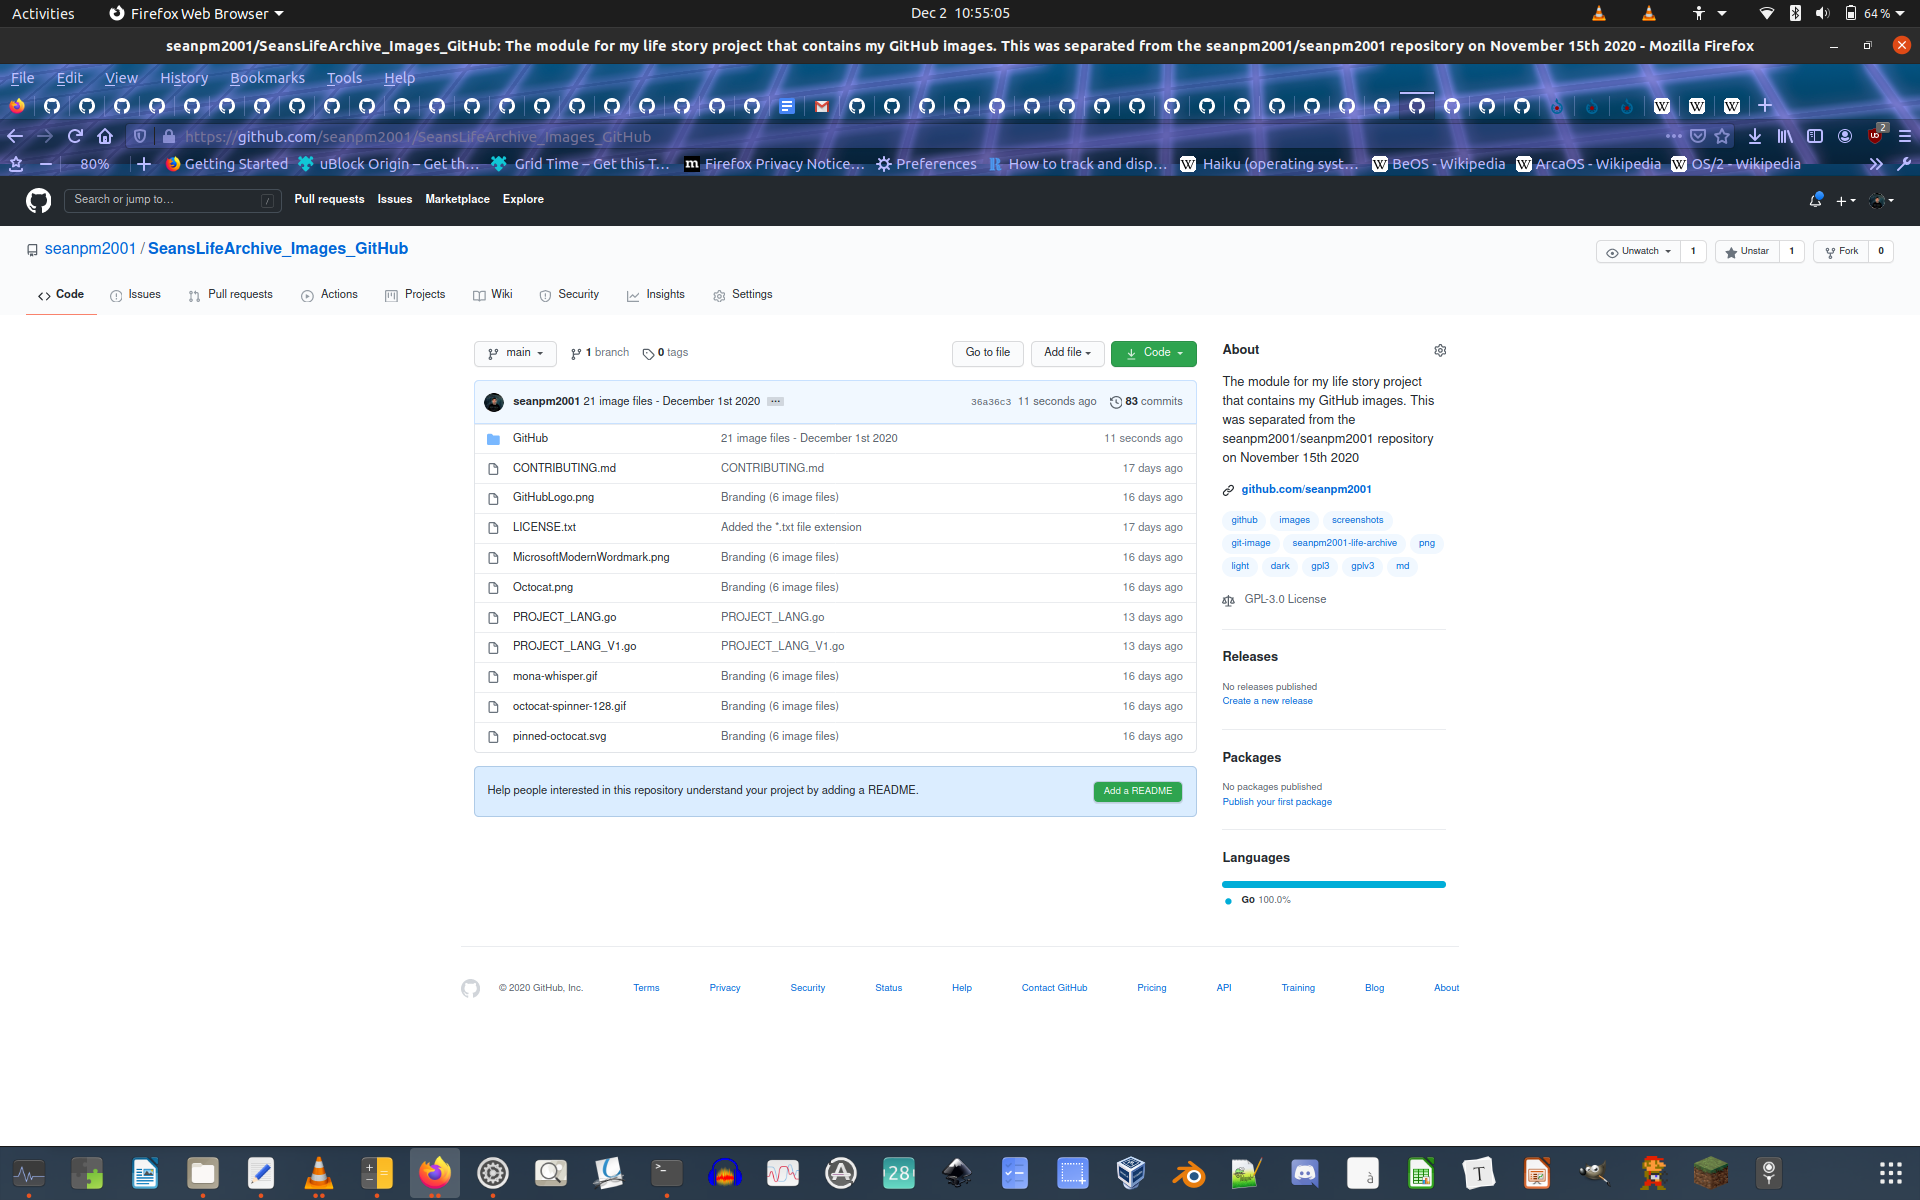 Activities
Firefox Web Browser
Dec 2 10:55:05
64 %
seanpm2001/SeansLifeArchive_Images_GitHub: The module for my life story project that contains my GitHub images. This was separated from the seanpm2001/seanpm2001 repository on November 15th 2020 - Mozilla Firefox
File Edit View History Bookmarks Tools Help
https://github.com/seanpm2001/SeansLifeArchive_Images_GitHub
2
80%
Getting Started
uBlock Origin – Get th…
Grid Time – Get this T…
Firefox Privacy Notice…
Preferences
How to track and disp…
Haiku (operating syst…
BeOS - Wikipedia
ArcaOS - Wikipedia
OS/2 - Wikipedia
Search or jump to…
/
Pull requests Issues Marketplace Explore
seanpm2001 / SeansLifeArchive_Images_GitHub
Unwatch 1
Unstar 1
Fork 0
Code Issues Pull requests Actions Projects Wiki Security Insights Settings
main
1 branch
0 tags
Go to file
Add file
Code
seanpm2001 21 image files - December 1st 2020 ...
36a36c3 11 seconds ago
83 commits
GitHub 21 image files - December 1st 2020 11 seconds ago
CONTRIBUTING.md CONTRIBUTING.md 17 days ago
GitHubLogo.png Branding (6 image files) 16 days ago
LICENSE.txt Added the *.txt file extension 17 days ago
MicrosoftModernWordmark.png Branding (6 image files) 16 days ago
Octocat.png Branding (6 image files) 16 days ago
PROJECT_LANG.go PROJECT_LANG.go 13 days ago
PROJECT_LANG_V1.go PROJECT_LANG_V1.go 13 days ago
mona-whisper.gif Branding (6 image files) 16 days ago
octocat-spinner-128.gif Branding (6 image files) 16 days ago
pinned-octocat.svg Branding (6 image files) 16 days ago
Help people interested in this repository understand your project by adding a README.
Add a README
About
The module for my life story project
that contains my GitHub images. This
was separated from the
seanpm2001/seanpm2001 repository
on November 15th 2020
github.com/seanpm2001
github images screenshots
git-image seanpm2001-life-archive png
light dark gpl3 gplv3 md
GPL-3.0 License
Releases
No releases published
Create a new release
Packages
No packages published
Publish your first package
Languages
Go 100.0%
© 2020 GitHub, Inc. Terms Privacy Security Status Help Contact GitHub Pricing API Training Blog About
28